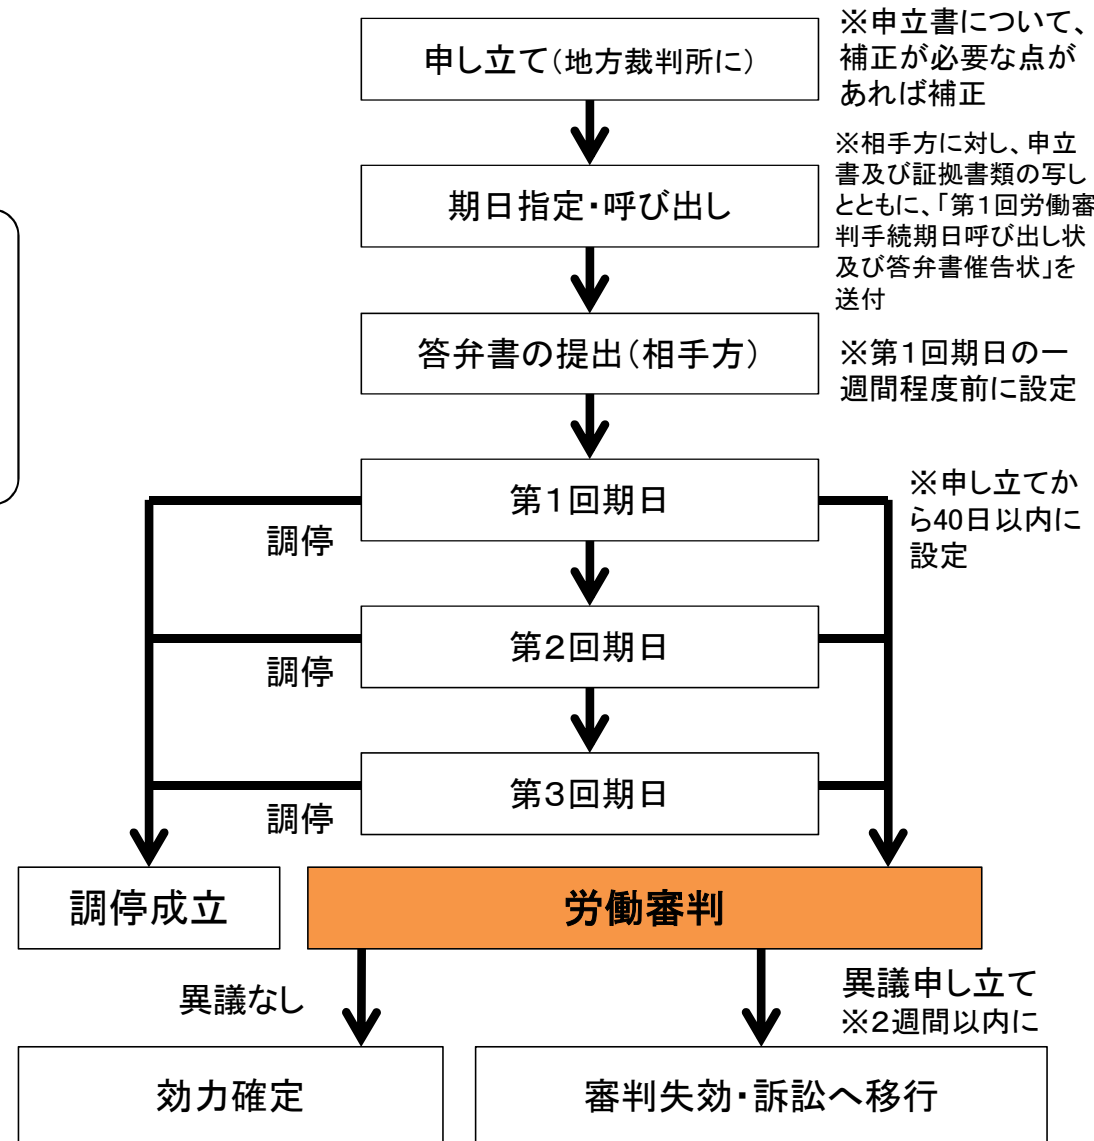 申し立て（地方裁判所に）
※申立書について、
補正が必要な点が
あれば補正
期日指定・呼び出し
※相手方に対し、申立
書及び証拠書類の写し
とともに、「第１回労働審
判手続期日呼び出し状
及び答弁書催告状」を
送付
答弁書の提出（相手方）
※第１回期日の一
週間程度前に設定
第１回期日
※申し立てか
ら40日以内に
設定
調停
第２回期日
調停
第３回期日
調停
調停成立
労働審判
異議なし
異議申し立て
※２週間以内に
効力確定
審判失効・訴訟へ移行